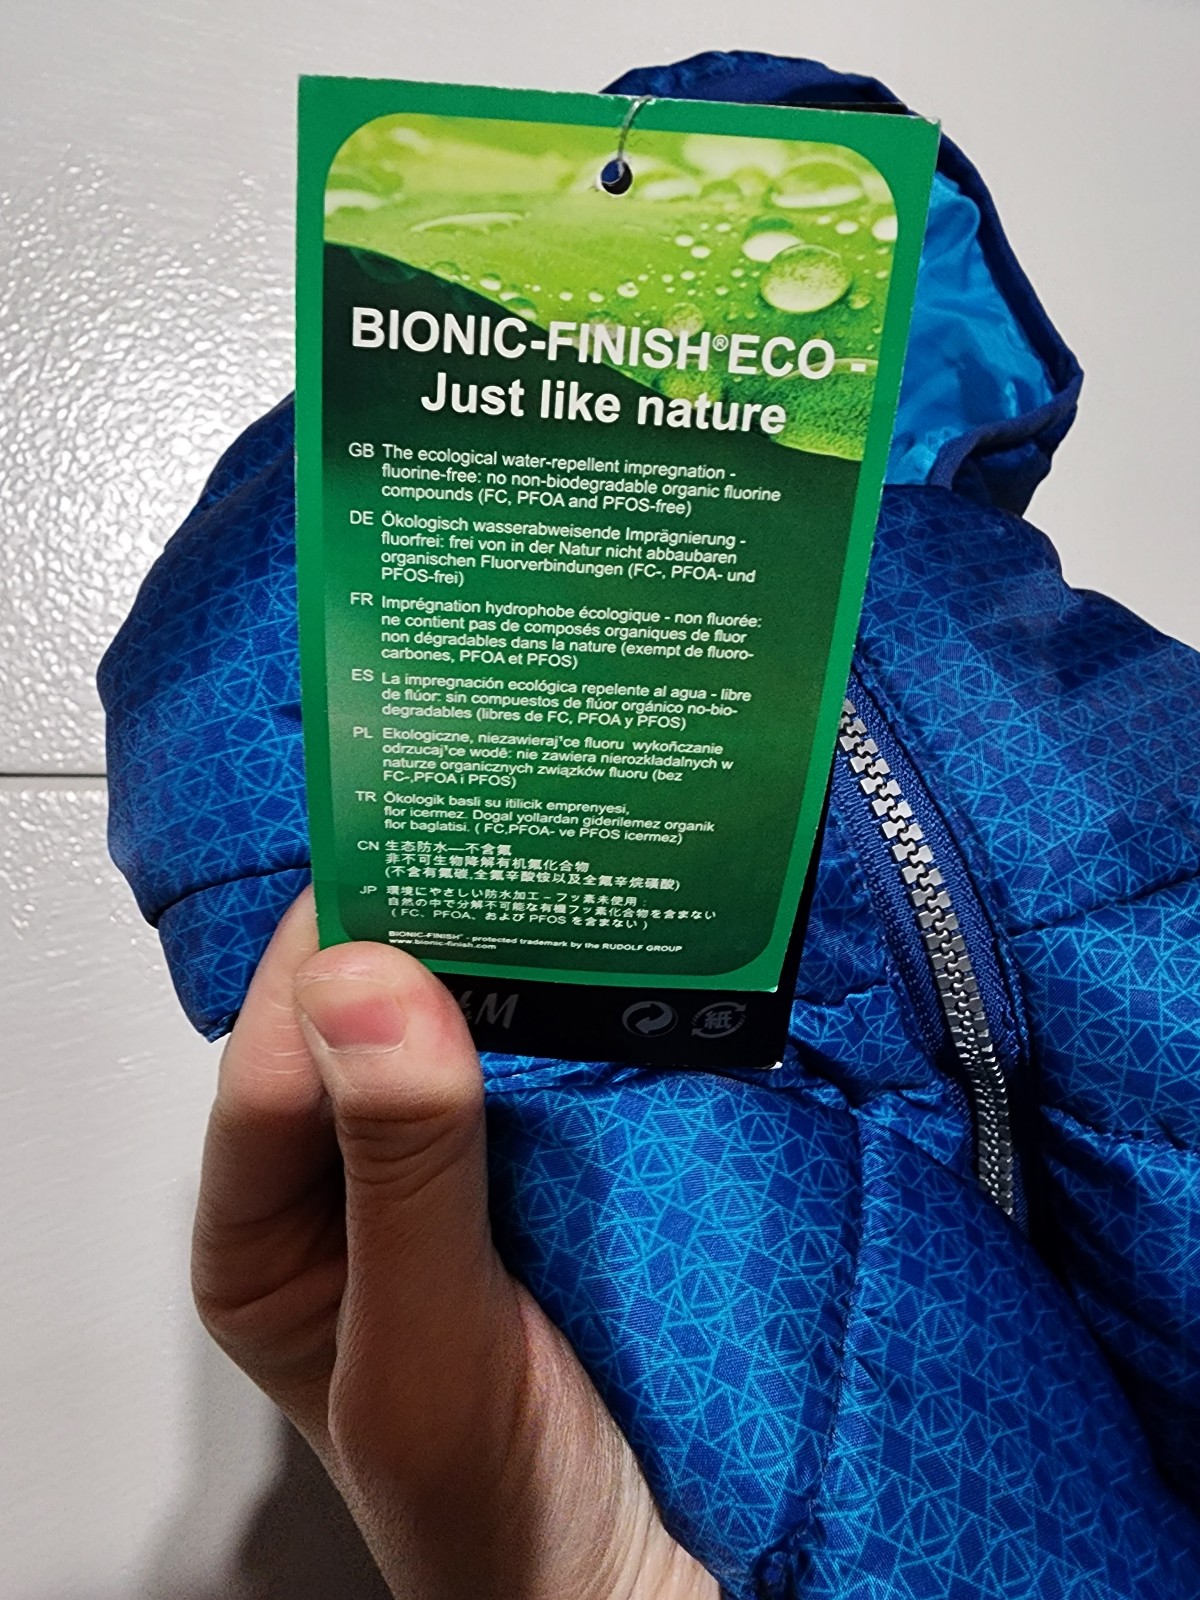 BIONIC-FINISH®ECO -
Just like nature
GB The ecological water-repellent impregnation -
fluorine-free: no non-biodegradable organic fluorine
compounds (FC, PFOA and PFOS-free)
DE Ökologisch wasserabweisende Imprägnierung -
fluorfrei: frei von in der Natur nicht abbaubaren
organischen Fluorverbindungen (FC-, PFOA- und
PFOS-frei)
FR Imprégnation hydrophobe écologique - non fluorée:
ne contient pas de composés organiques de fluor
non dégradables dans la nature (exempt de fluoro-
carbones, PFOA et PFOS)
ES La impregnación ecológica repelente al agua - libre
de flúor: sin compuestos de flúor orgánico no-bio-
degradables (libres de FC, PFOA y PFOS)
PL Ekologiczne, niezawieraj¹ce fluoru wykoñczanie
odrzucaj¹ce wodê: nie zawiera nierozkładalnych w
naturze organicznych związków fluoru (bez
FC-,PFOA i PFOS)
TR Ökologik basli su itilicik emprenyesi,
flor icermez. Dogal yollardan giderilemez organik
flor baglatisi. ( FC,PFOA- ve PFOS icermez)
CN 生态防水—不含氟
非不可生物降解有机氟化合物
(不含有氟碳,全氟辛酸铵以及全氟辛烷磺酸)
JP 環境にやさしい防水加工－フッ素未使用:
自然の中で分解不可能な有機フッ素化合物を含まない
( FC、PFOA、および PFOS を含まない )
BIONIC-FINISH® - protected trademark by the RUDOLF GROUP
www.bionic-finish.com
M
紙